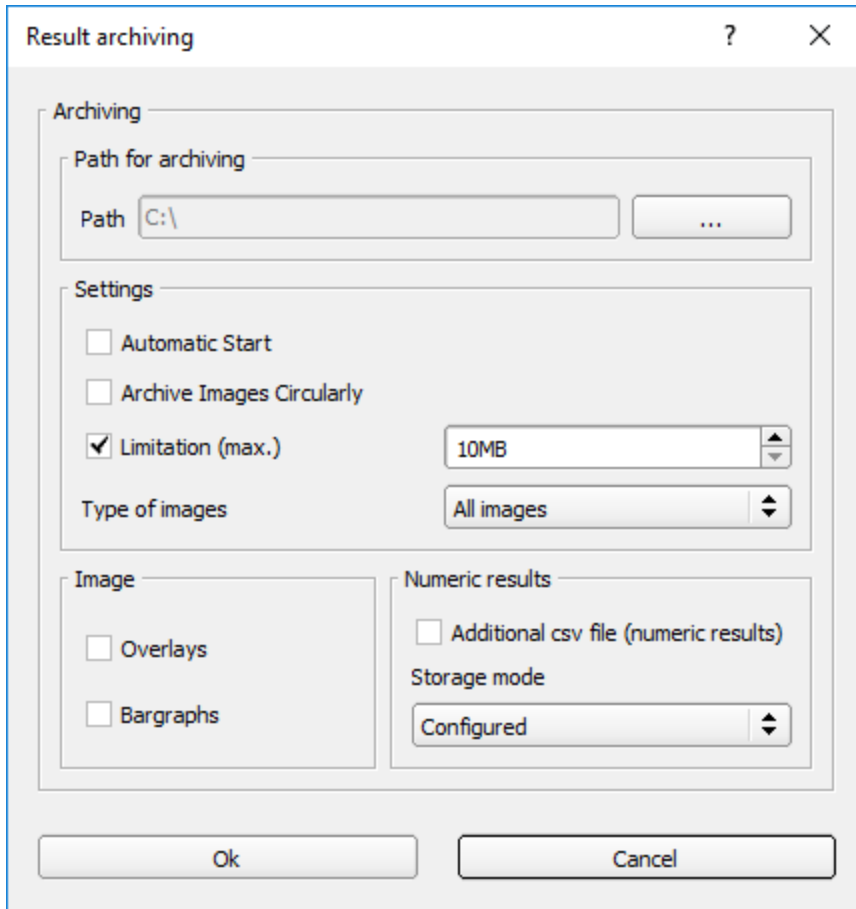 Result archiving ?
Archiving
Path for archiving
Path C:\ ...
Settings
Automatic Start
Archive Images Circularly
Limitation (max.) 10MB
Type of images All images
Image
Overlays
Bargraphs
Numeric results
Additional csv file (numeric results)
Storage mode
Configured
Ok Cancel